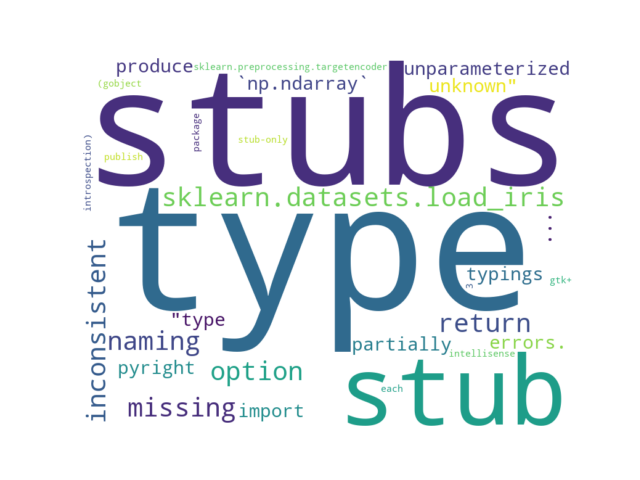 produce
sklearn.preprocessing.targetencoder
unparameterized
(gobject
`np.ndarray`
unknown"
stubs
package
stub-only
introspection)
publish
sklearn.datasets.load_iris
type
...
typings
3
gtk+
inconsistent
"type
return
naming
partially
errors.
intellisense
pyright
option
stub
each
missing
import